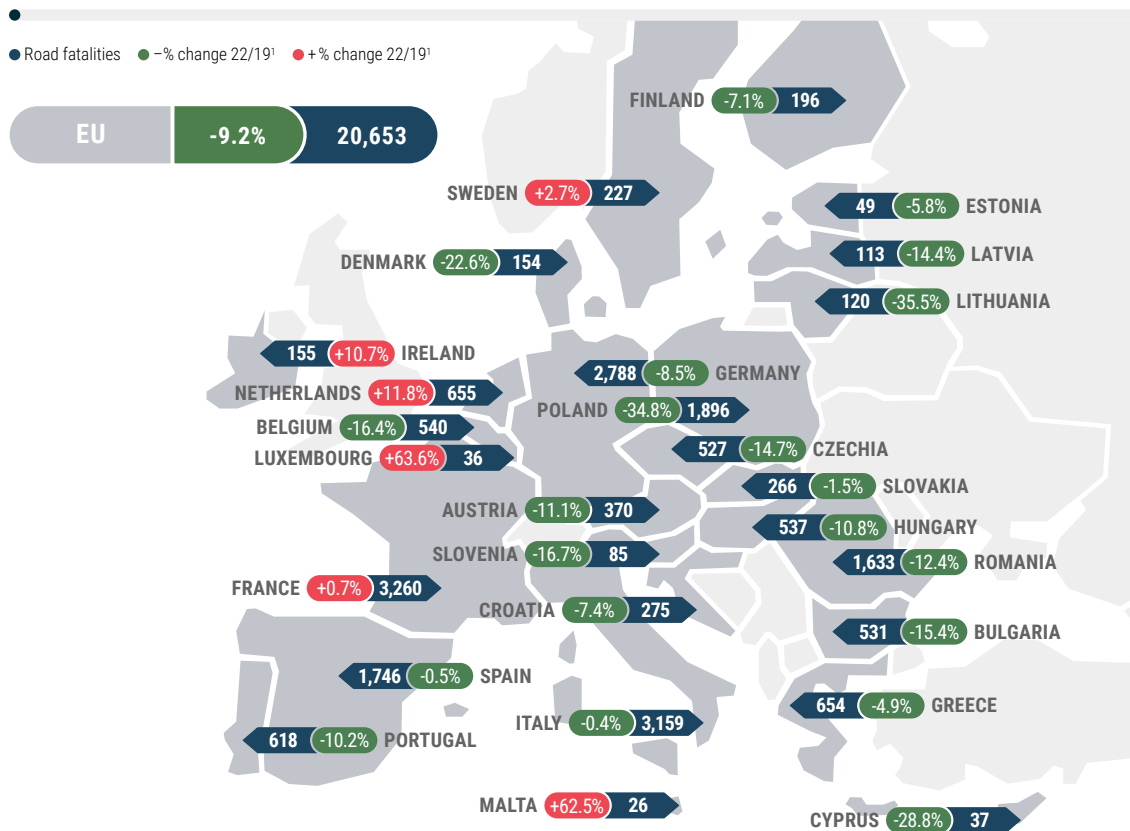 Road fatalities –% change 22/19¹ +% change 22/19¹
EU -9.2% 20,653
FINLAND -7.1% 196
SWEDEN +2.7% 227
49 -5.8% ESTONIA
113 -14.4% LATVIA
DENMARK -22.6% 154
120 -35.5% LITHUANIA
155 +10.7% IRELAND
2,788 -8.5% GERMANY
NETHERLANDS +11.8% 655
POLAND -34.8% 1,896
BELGIUM -16.4% 540
527 -14.7% CZECHIA
LUXEMBOURG +63.6% 36
266 -1.5% SLOVAKIA
AUSTRIA -11.1% 370
537 -10.8% HUNGARY
SLOVENIA -16.7% 85
1,633 -12.4% ROMANIA
FRANCE +0.7% 3,260
CROATIA -7.4% 275
531 -15.4% BULGARIA
1,746 -0.5% SPAIN
654 -4.9% GREECE
ITALY -0.4% 3,159
618 -10.2% PORTUGAL
MALTA +62.5% 26
CYPRUS -28.8% 37